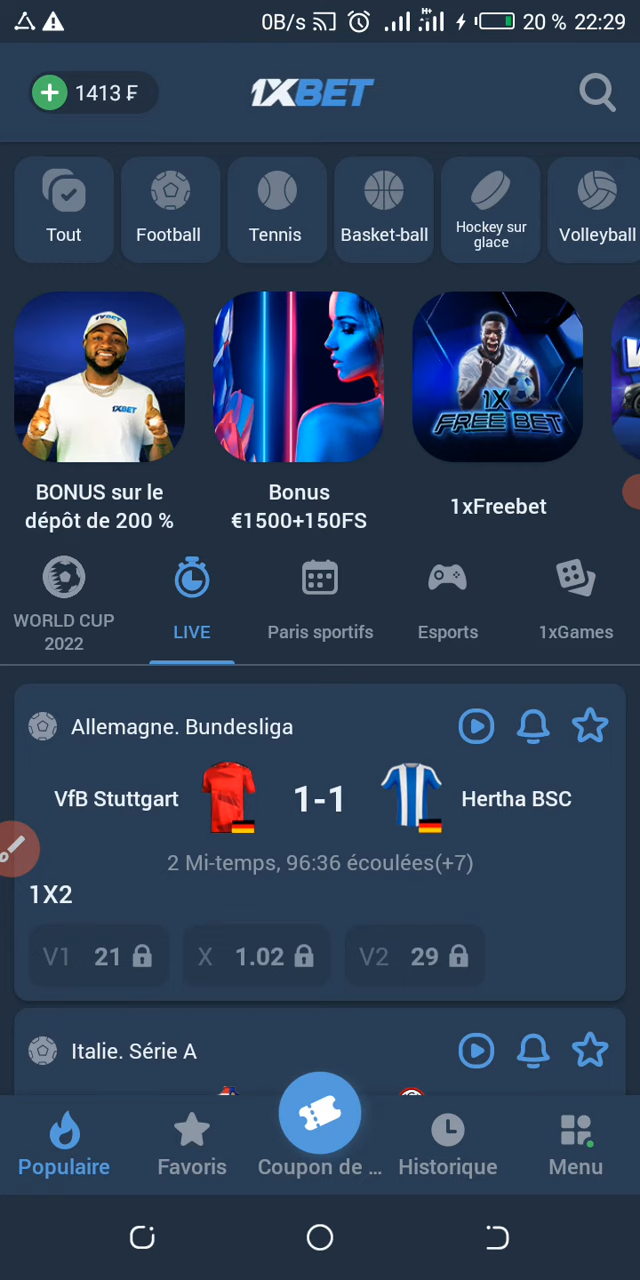 0B/s H+ 20 % 22:29
1413 ₣ 1XBET
Tout Football Tennis Basket-ball Hockey sur glace Volleyball
1XBET
1XBET
1X
FREE BET
BONUS sur le
dépôt de 200 %
Bonus
€1500+150FS
1xFreebet
WORLD CUP
2022
LIVE
Paris sportifs
Esports
1xGames
Allemagne. Bundesliga
VfB Stuttgart 1-1 Hertha BSC
2 Mi-temps, 96:36 écoulées(+7)
1X2
V1 21 X 1.02 V2 29
Italie. Série A
Populaire Favoris Coupon de ... Historique Menu